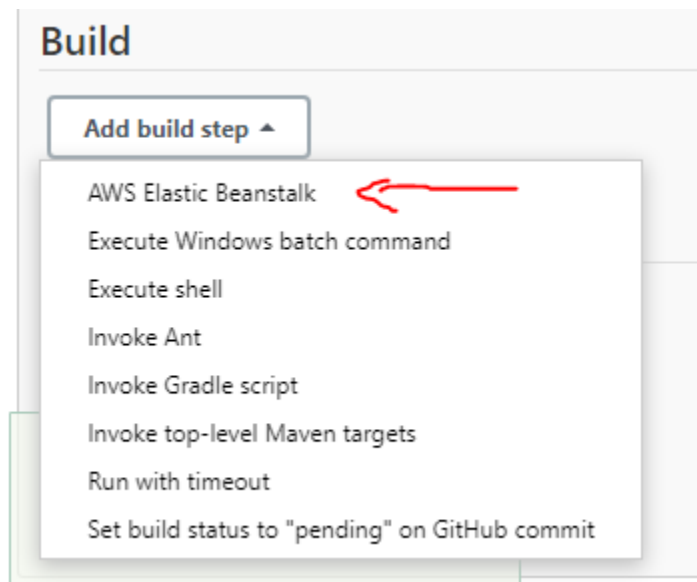 Build
Add build step
AWS Elastic Beanstalk
Execute Windows batch command
Execute shell
Invoke Ant
Invoke Gradle script
Invoke top-level Maven targets
Run with timeout
Set build status to "pending" on GitHub commit